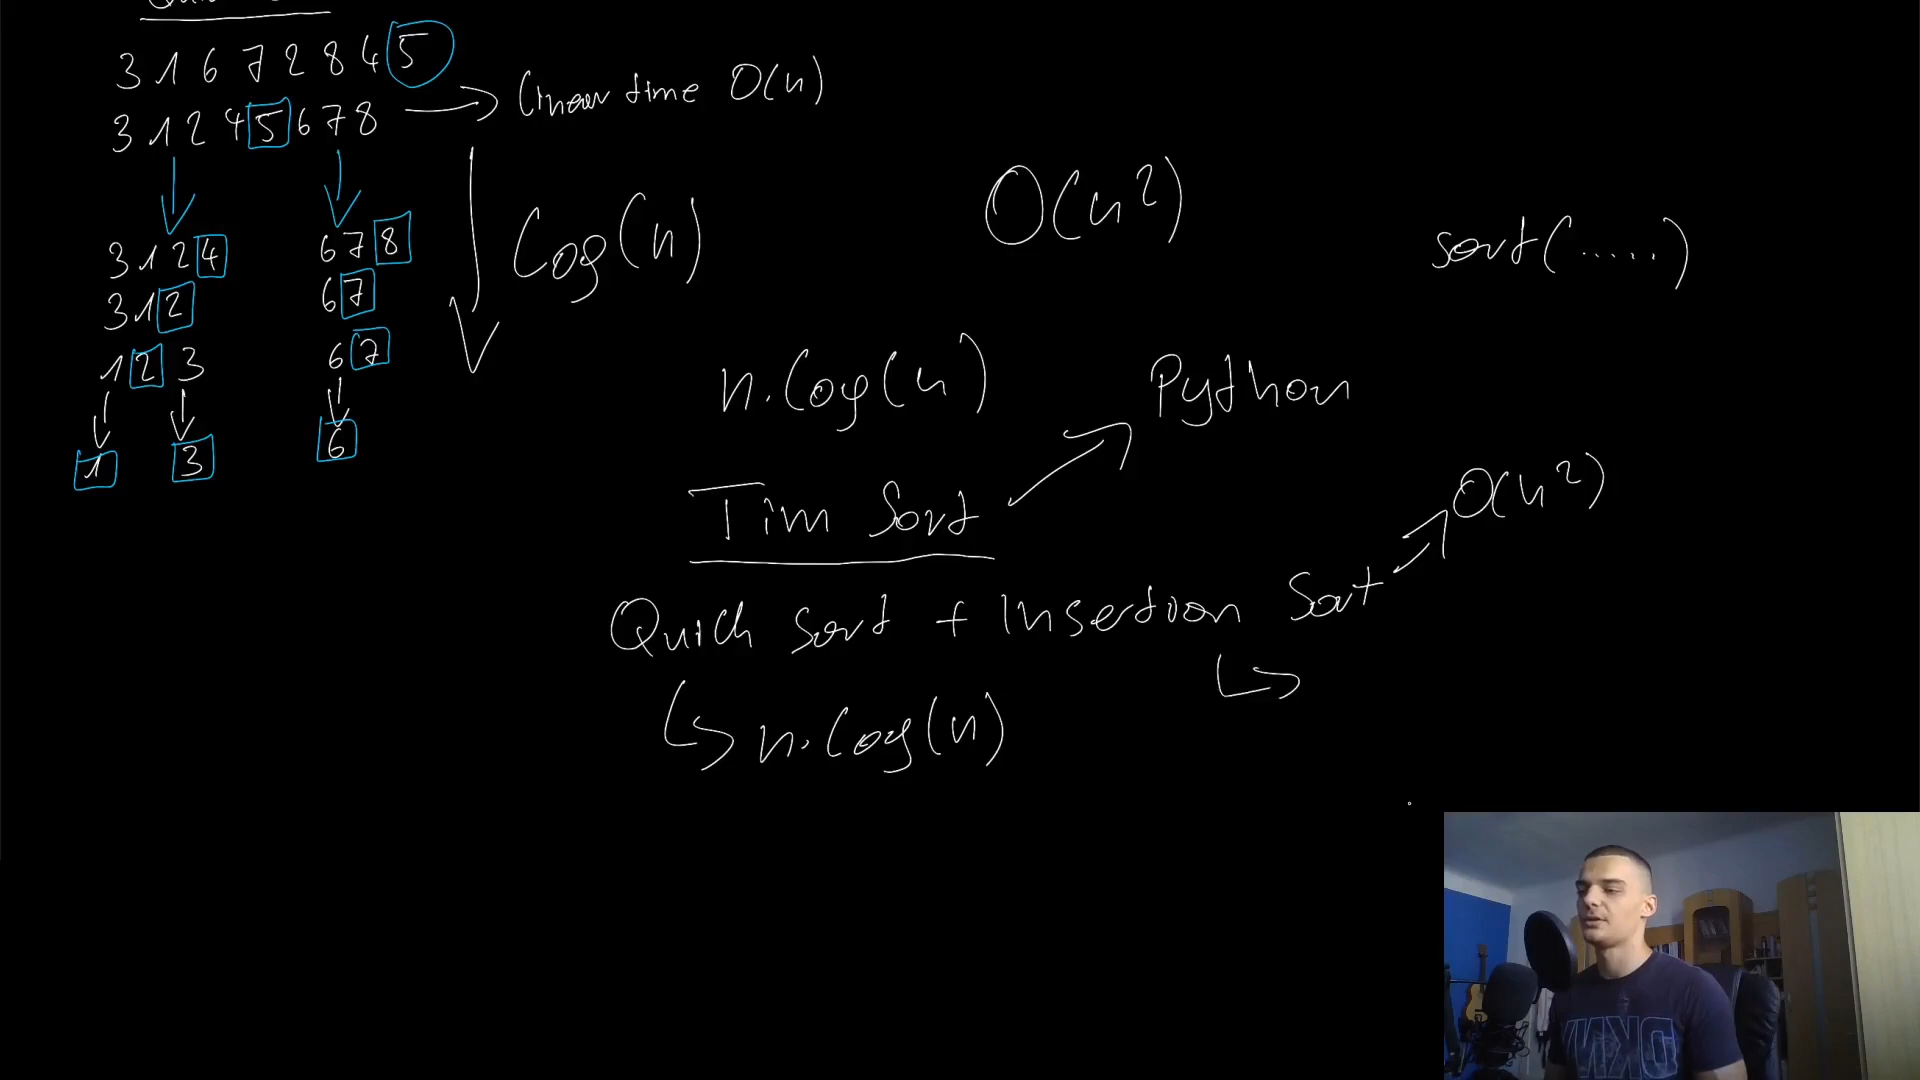 3 1 6 7 2 8 4 5
3 1 2 4 5 6 7 8
linear time O(n)
3 1 2 4
6 7 8
3 1 2
6 7
1 2 3
6 7
1
3
6
Log(n)
O(n²)
sort(.....)
n.Log(n)
Python
Tim Sort
O(n²)
Quick sort + Insertion Sort
n.Log(n)